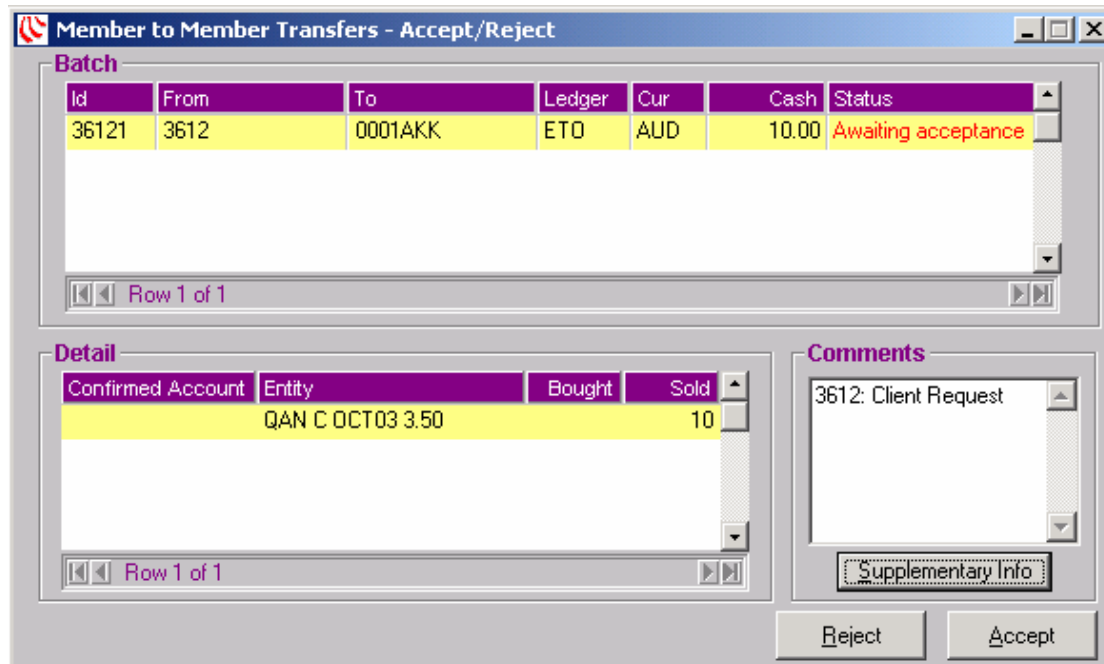 Member to Member Transfers - Accept/Reject
Batch
Id From To Ledger Cur Cash Status
36121 3612 0001AKK ETO AUD 10.00 Awaiting acceptance
Row 1 of 1
Detail
Confirmed Account Entity Bought Sold
QAN C OCT03 3.50 10
Row 1 of 1
Comments
3612: Client Request
Supplementary Info
Reject Accept